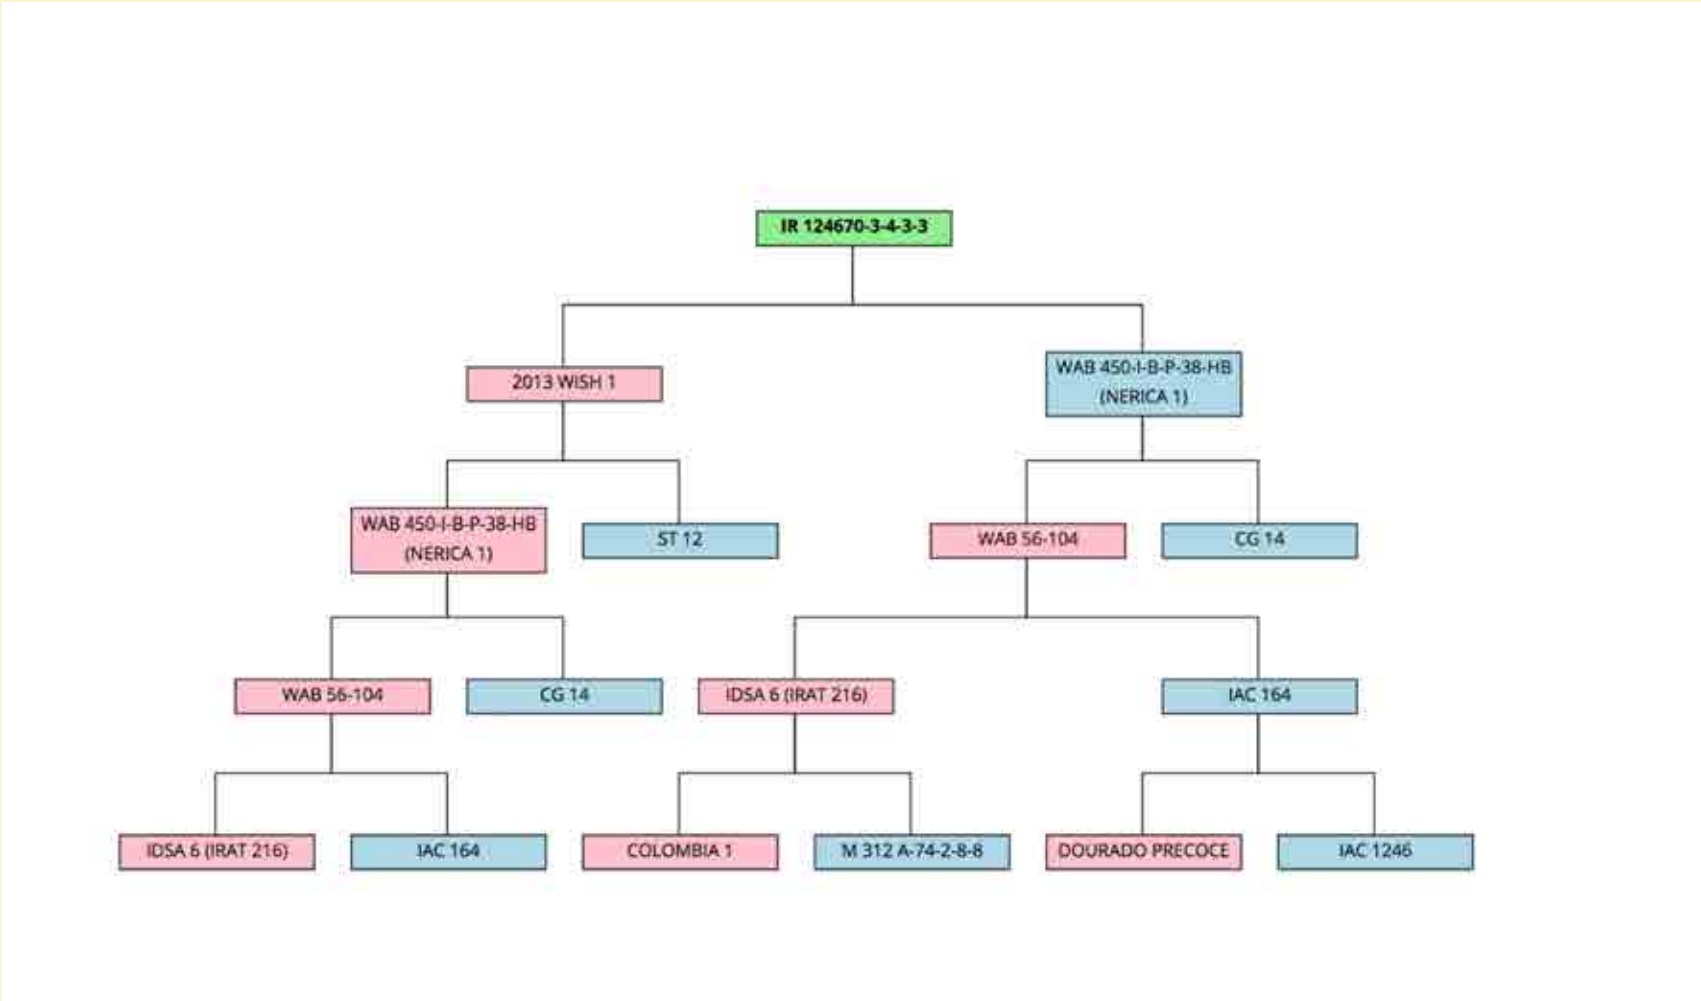 IR 124670-3-4-3-3
2013 WISH 1
WAB 450-I-B-P-38-HB
(NERICA 1)
WAB 450-I-B-P-38-HB
(NERICA 1)
ST 12
WAB 56-104
CG 14
WAB 56-104
CG 14
IDSA 6 (IRAT 216)
IAC 164
IDSA 6 (IRAT 216)
IAC 164
COLOMBIA 1
M 312 A-74-2-8-8
DOURADO PRECOCE
IAC 1246